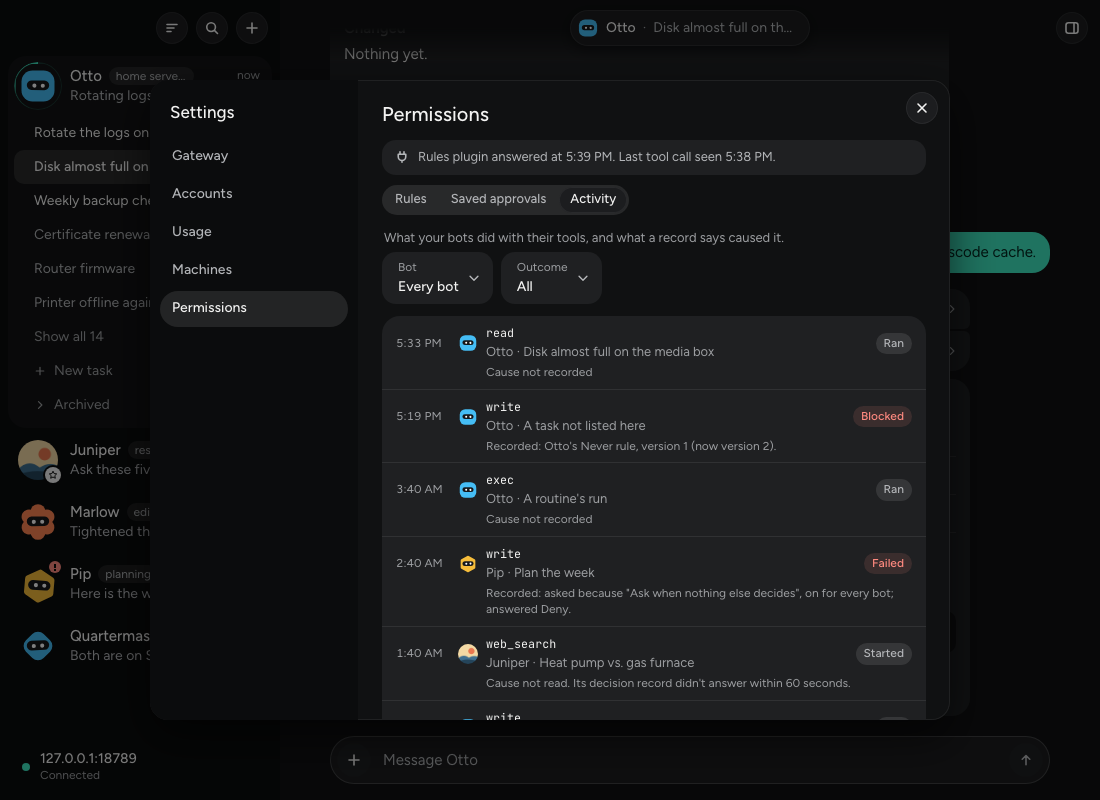 Changed
Otto · Disk almost full on th...
Nothing yet.
Otto home serve... now
Rotating logs
Rotate the logs on
Disk almost full on
Weekly backup che
Certificate renewa
Router firmware
Printer offline again
Show all 14
+ New task
Archived
Juniper res
Ask these fiv
Marlow edi
Tightened th
Pip planning
Here is the w
Quartermas
Both are on S
127.0.0.1:18789
Connected
Settings
Gateway
Accounts
Usage
Machines
Permissions
Permissions
Rules plugin answered at 5:39 PM. Last tool call seen 5:38 PM.
Rules Saved approvals Activity
What your bots did with their tools, and what a record says caused it.
Bot
Every bot
Outcome
All
5:33 PM
read
Otto · Disk almost full on the media box
Cause not recorded
Ran
5:19 PM
write
Otto · A task not listed here
Recorded: Otto's Never rule, version 1 (now version 2).
Blocked
3:40 AM
exec
Otto · A routine's run
Cause not recorded
Ran
2:40 AM
write
Pip · Plan the week
Recorded: asked because "Ask when nothing else decides", on for every bot;
answered Deny.
Failed
1:40 AM
web_search
Juniper · Heat pump vs. gas furnace
Cause not read. Its decision record didn't answer within 60 seconds.
Started
write
scode cache.
Message Otto